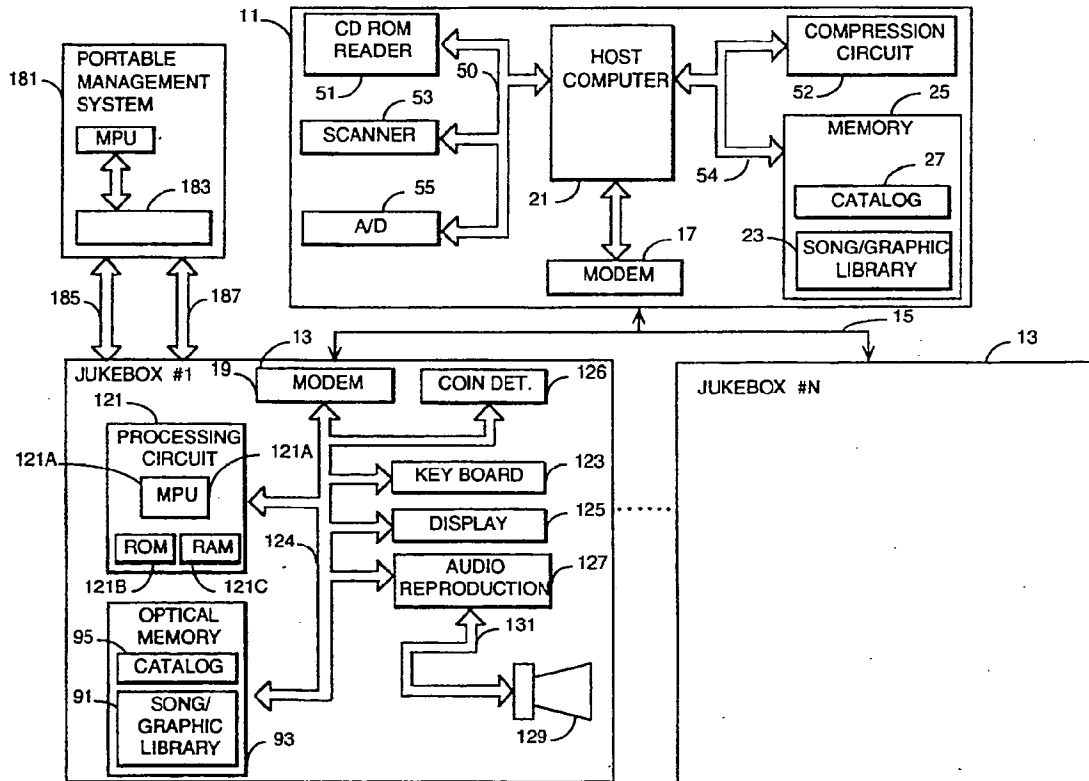 11
CD ROM
READER
51
50
53
SCANNER
55
A/D
HOST
COMPUTER
21
17
MODEM
COMPRESSION
CIRCUIT
52
25
MEMORY
54
27
CATALOG
23
SONG/GRAPHIC
LIBRARY
181
PORTABLE
MANAGEMENT
SYSTEM
MPU
183
185
187
15
13
JUKEBOX #1
19
MODEM
COIN DET.
126
121
PROCESSING
CIRCUIT
121A
121A
MPU
ROM
RAM
121B
121C
124
KEY BOARD
123
DISPLAY
125
AUDIO
REPRODUCTION
127
131
129
OPTICAL
MEMORY
95
CATALOG
91
SONG/
GRAPHIC
LIBRARY
93
13
JUKEBOX #N